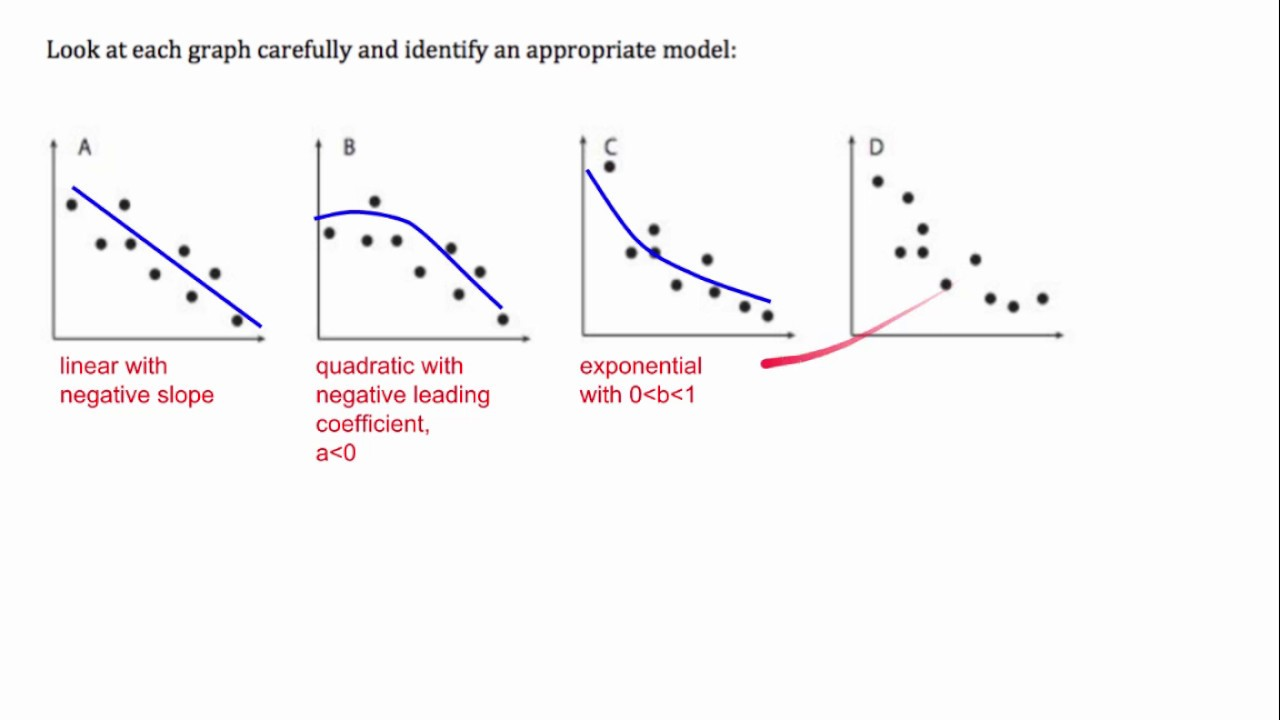 Look at each graph carefully and identify an appropriate model:
A
B
C
D
linear with
negative slope
quadratic with
negative leading
coefficient,
a<0
exponential
with 0<b<1